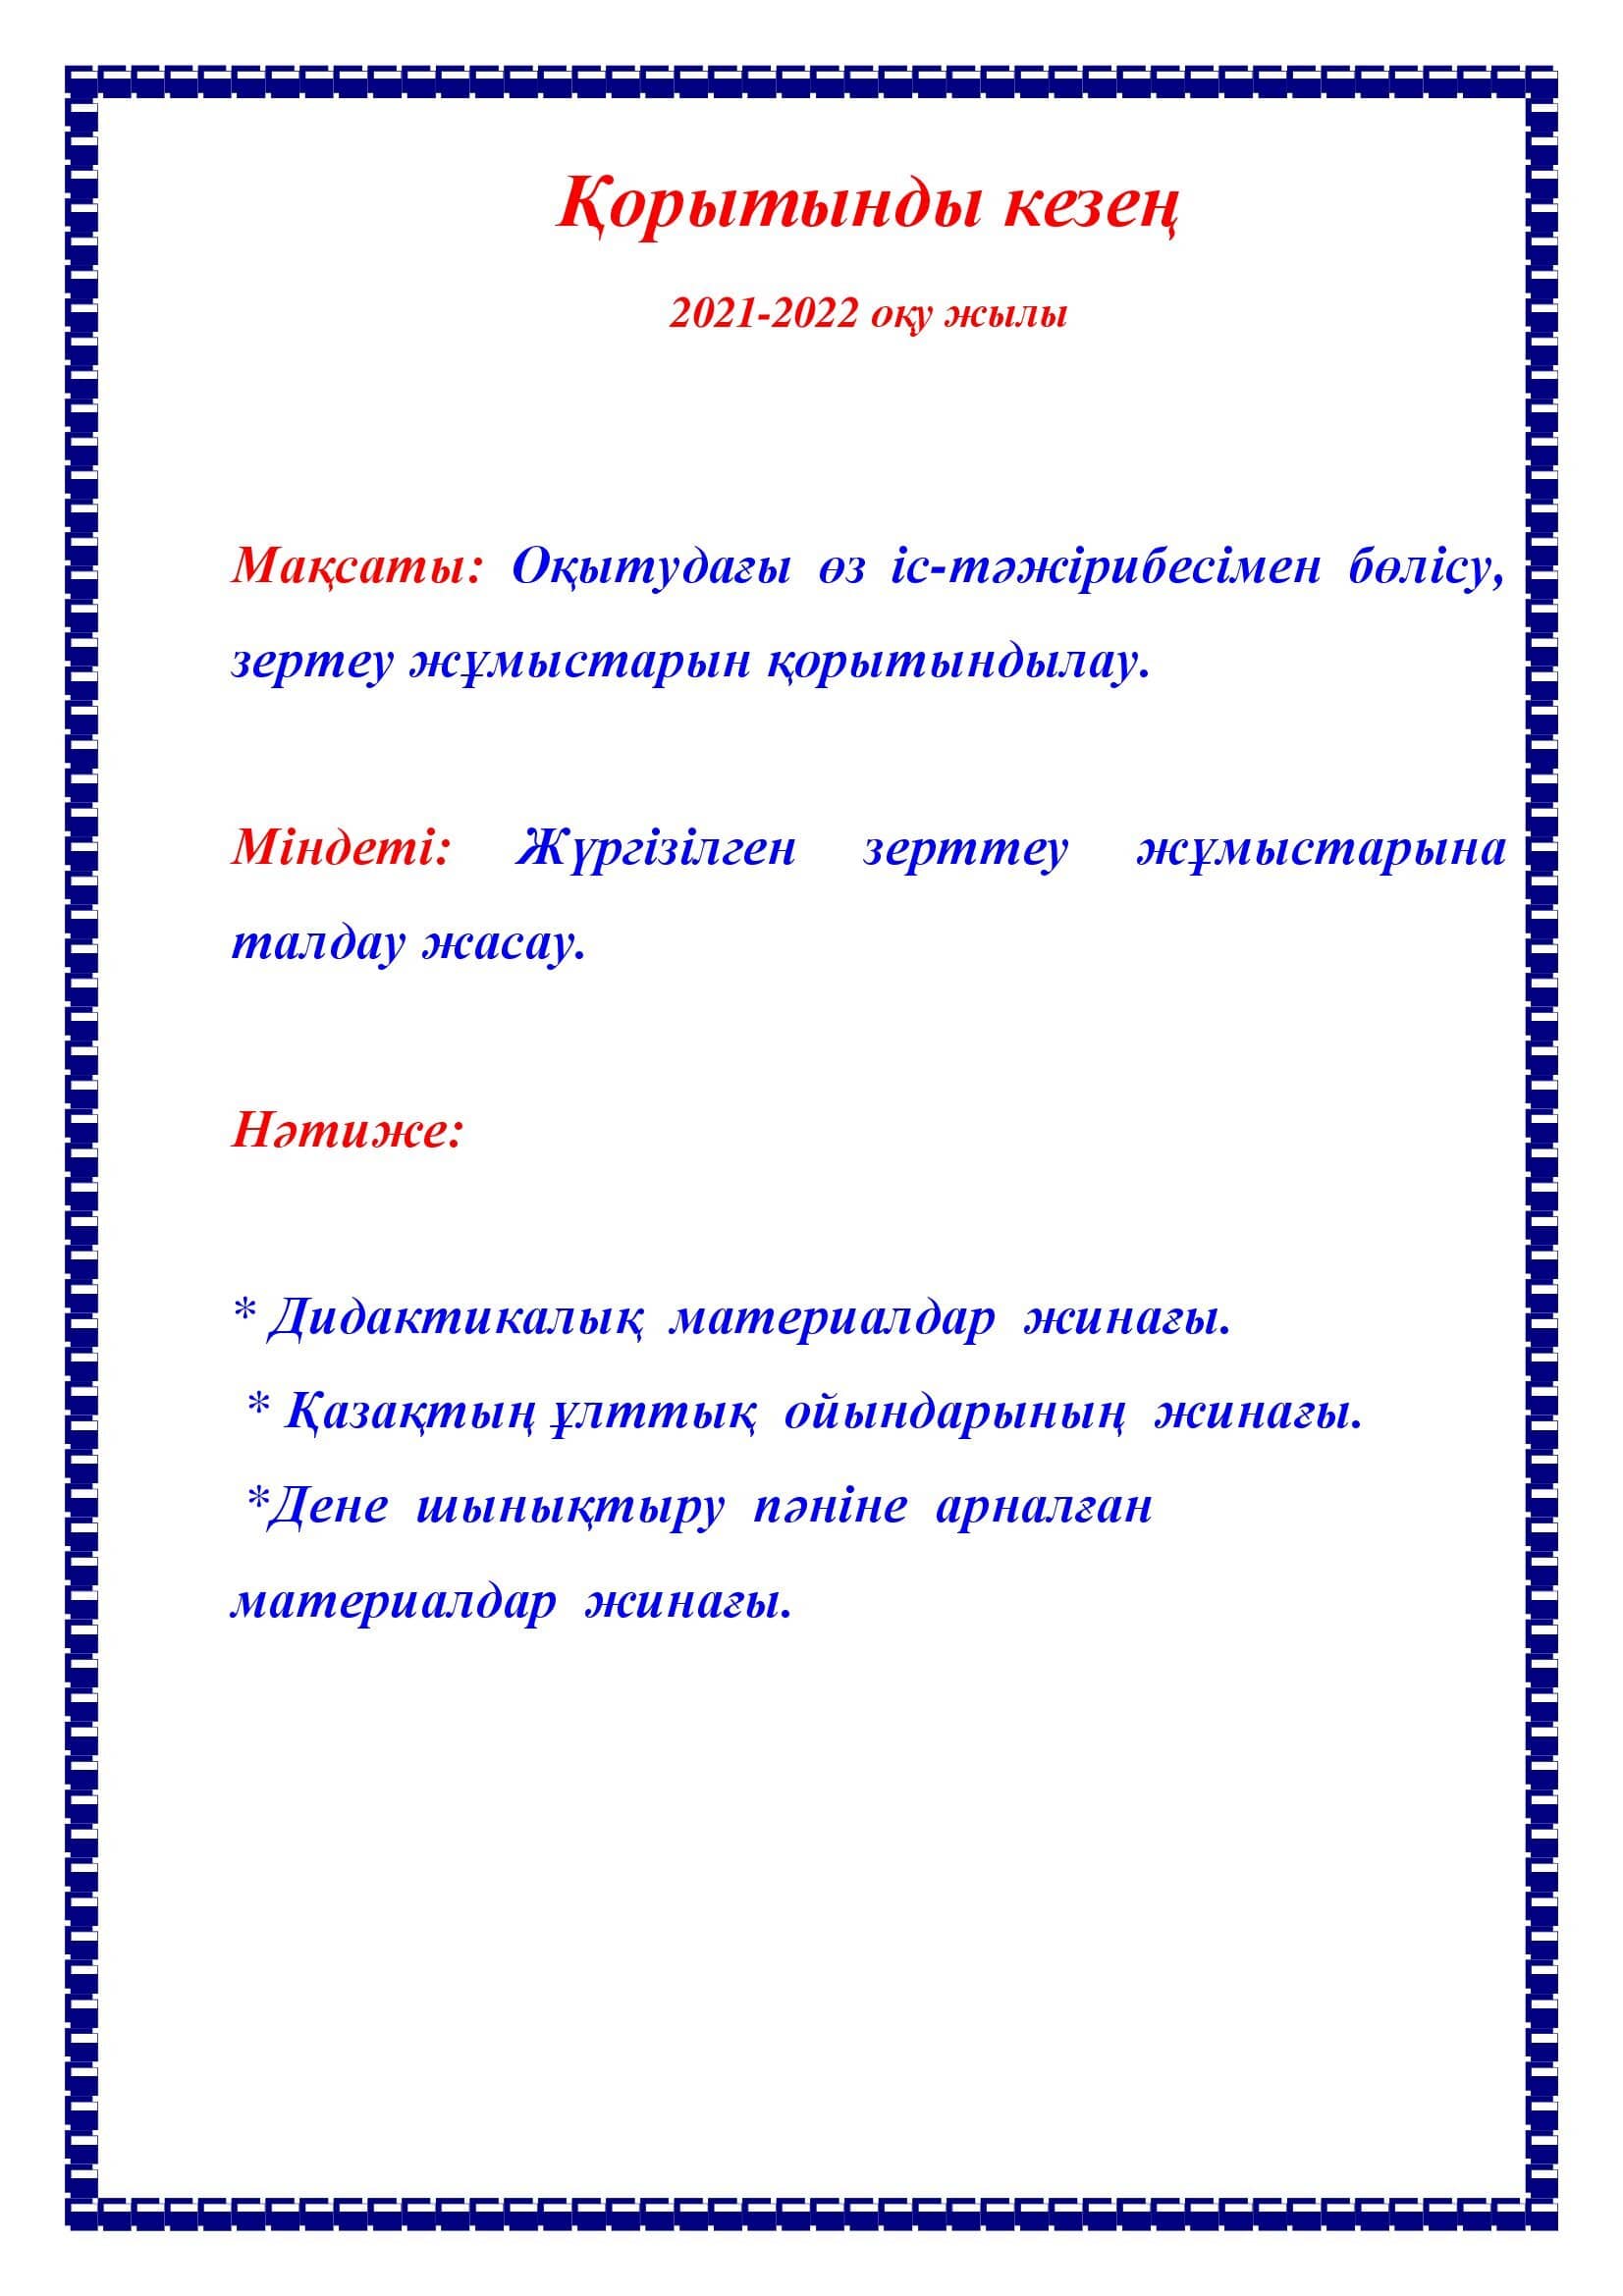 Қорытынды кезең
2021-2022 оқу жылы
Мақсаты: Оқытудағы өз іс-тәжірибесімен бөлісу,
зертеу жұмыстарын қорытындылау.
Міндеті: Жүргізілген зерттеу жұмыстарына
талдау жасау.
Нәтиже:
* Дидактикалық материалдар жинағы.
* Қазақтың ұлттық ойындарының жинағы.
*Дене шынықтыру пәніне арналған
материалдар жинағы.